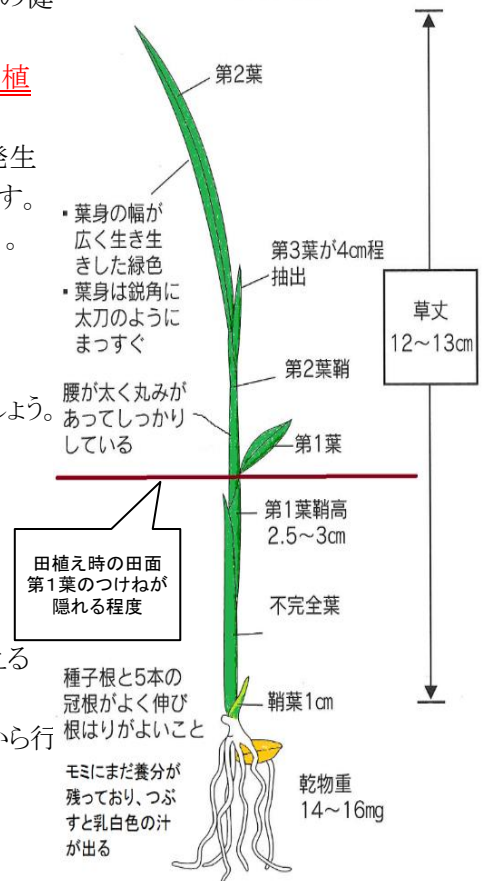 の健
植
発生
す。
。
しょう。
える
から行
第2葉
▪ 葉身の幅が
広く生き生
きした緑色
▪ 葉身は鋭角に
太刀のように
まっすぐ
第3葉が4cm程
抽出
草丈
12～13cm
第2葉鞘
腰が太く丸みが
あってしっかり
している
第1葉
第1葉鞘高
2.5～3cm
田植え時の田面
第1葉のつけねが
隠れる程度
不完全葉
種子根と5本の
冠根がよく伸び
根はりがよいこと
鞘葉1cm
モミにまだ養分が
残っており、つぶ
すと乳白色の汁
が出る
乾物重
14～16mg